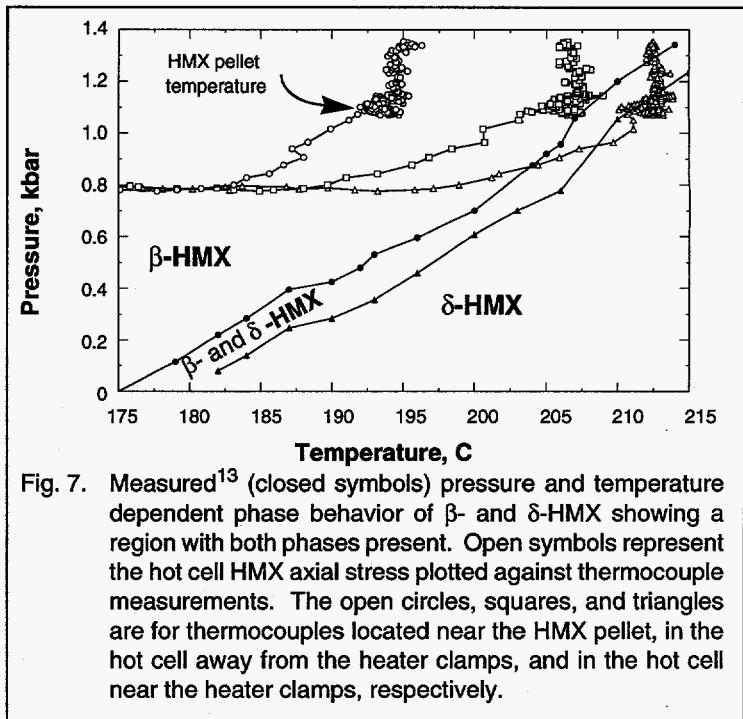 1.4
1.2
1.0
0.8
0.6
0.4
0.2
0
Pressure, kbar
HMX pellet
temperature
β-HMX
β- and δ-HMX
δ-HMX
175 180 185 190 195 200 205 210 215
Temperature, C
Fig. 7. Measured¹³ (closed symbols) pressure and temperature
dependent phase behavior of β- and δ-HMX showing a
region with both phases present. Open symbols represent
the hot cell HMX axial stress plotted against thermocouple
measurements. The open circles, squares, and triangles
are for thermocouples located near the HMX pellet, in the
hot cell away from the heater clamps, and in the hot cell
near the heater clamps, respectively.